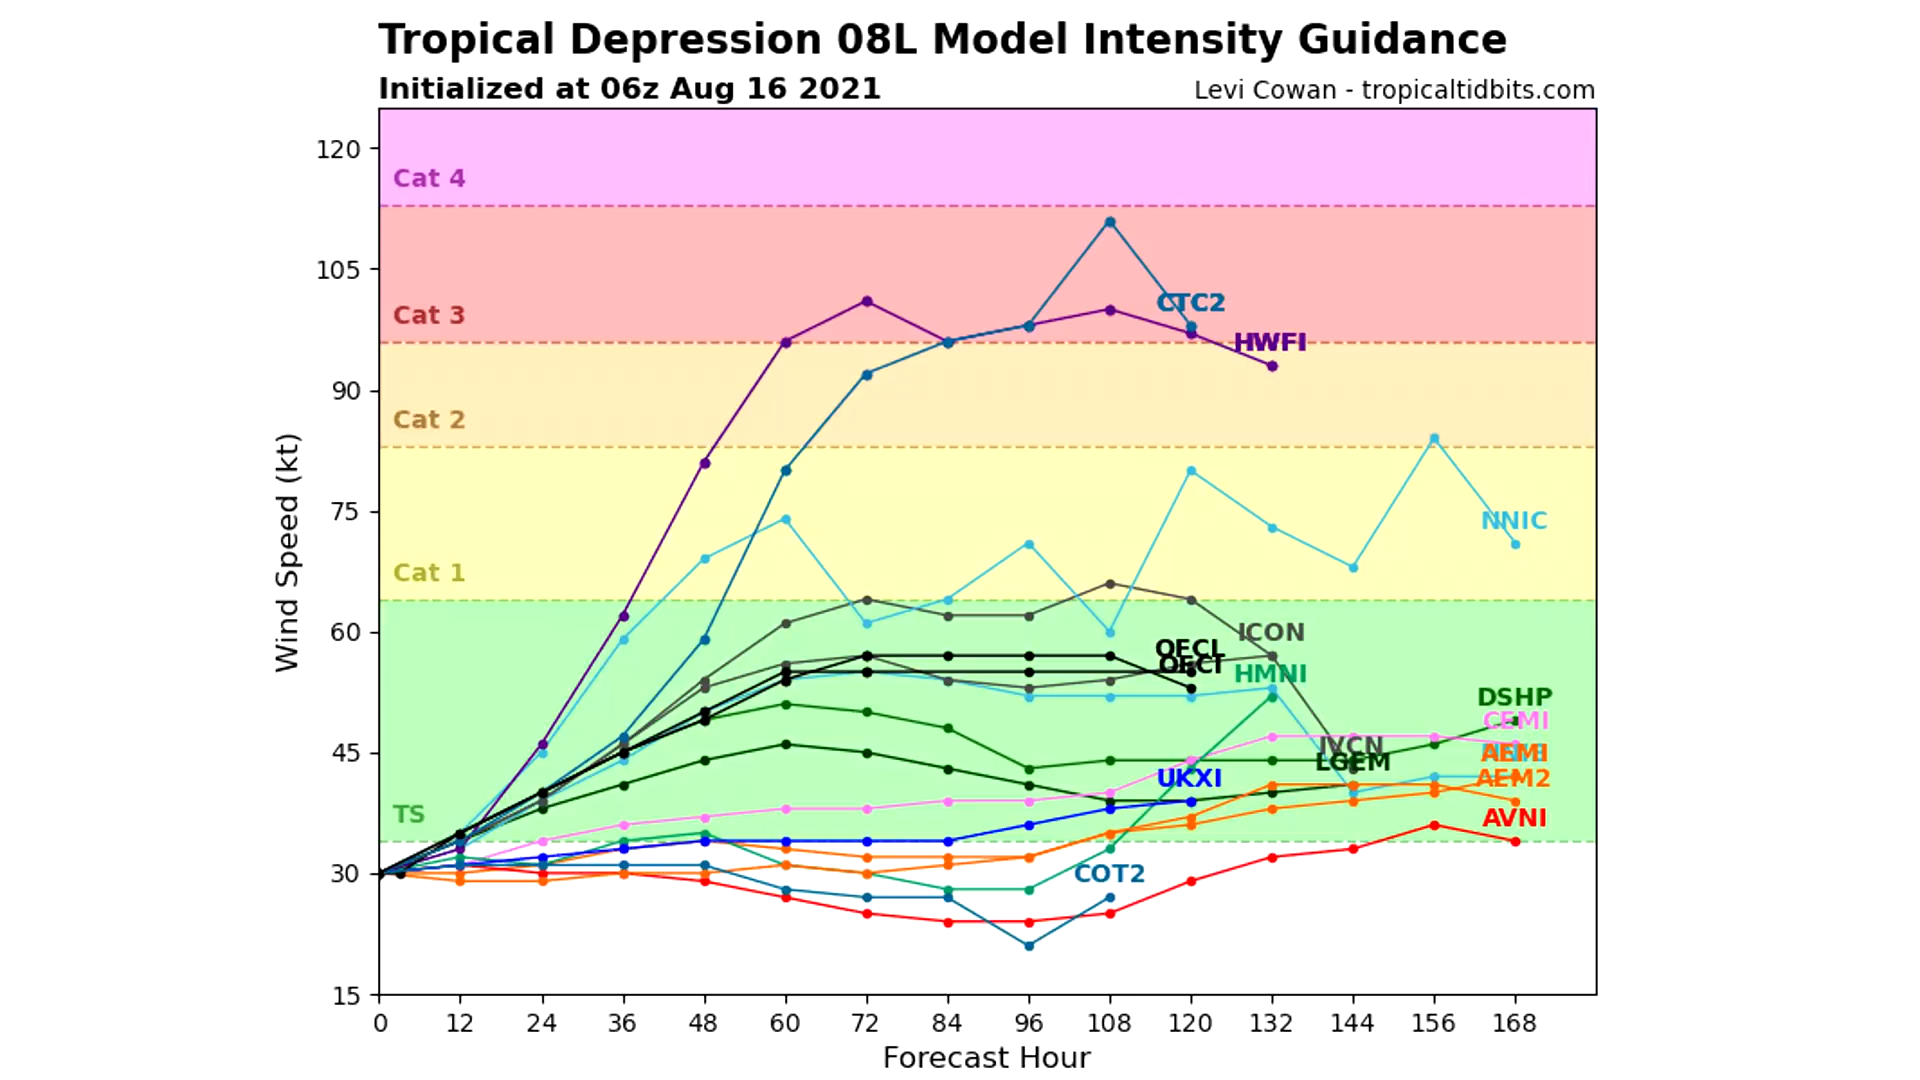 Tropical Depression 08L Model Intensity Guidance
Initialized at 06z Aug 16 2021
Levi Cowan - tropicaltidbits.com
120
Cat 4
105
Cat 3
CTC2
HWFI
90
Cat 2
75
NNIC
Cat 1
60
ICON
OFCL
OFCI
HMNI
DSHP
CEMI
45
IVCN
LGEM
AEMI
UKXI
AEM2
TS
AVNI
30
COT2
15
Wind Speed (kt)
0 12 24 36 48 60 72 84 96 108 120 132 144 156 168
Forecast Hour